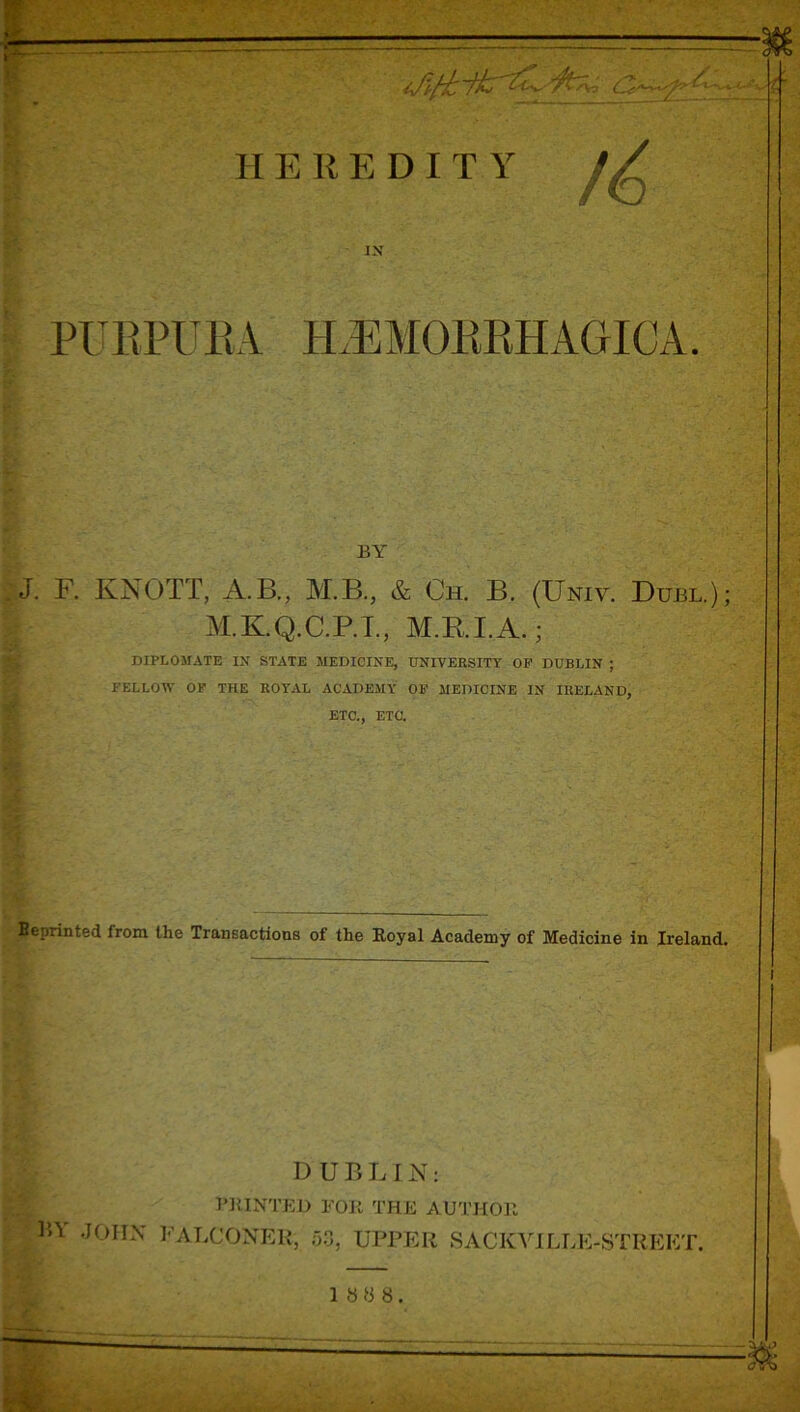 With the
HEREDITY
16
IN
PURPURA HÆMORRHAGICA.
BY
J. F. KNOTT, A.B., M.B., & CH. B. (UNIV. DUBL.);
M.K.Q.C.P.I., M.R.I.A.;
DIPLOMATE IN STATE MEDICINE, UNIVERSITY OF DUBLIN;
FELLOW OF THE ROYAL ACADEMY OF MEDICINE IN IRELAND,
ETC., ETC.
Reprinted from the Transactions of the Royal Academy of Medicine in Ireland.
DUBLIN:
PRINTED FOR THE AUTHOR
BY JOHN FALCONER, 53, UPPER SACKVILLE-STREET.
1888.